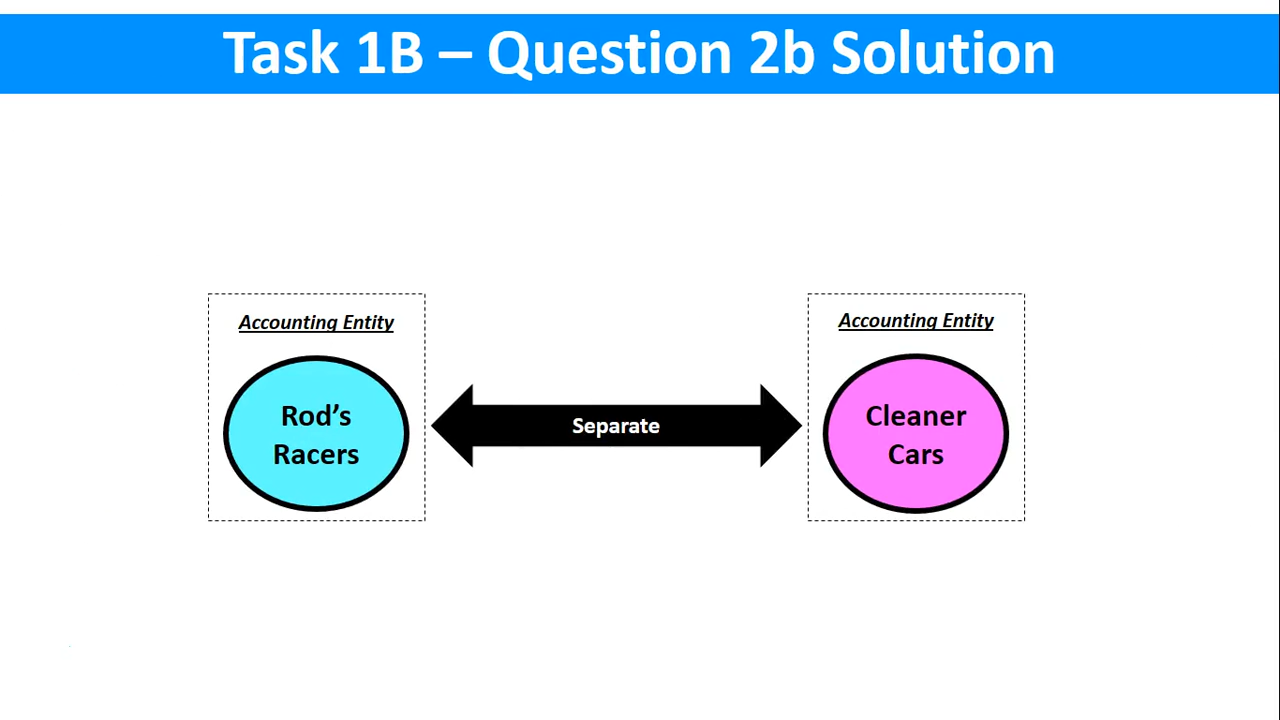 Task 1B – Question 2b Solution
Accounting Entity
Rod’s
Racers
Separate
Accounting Entity
Cleaner
Cars